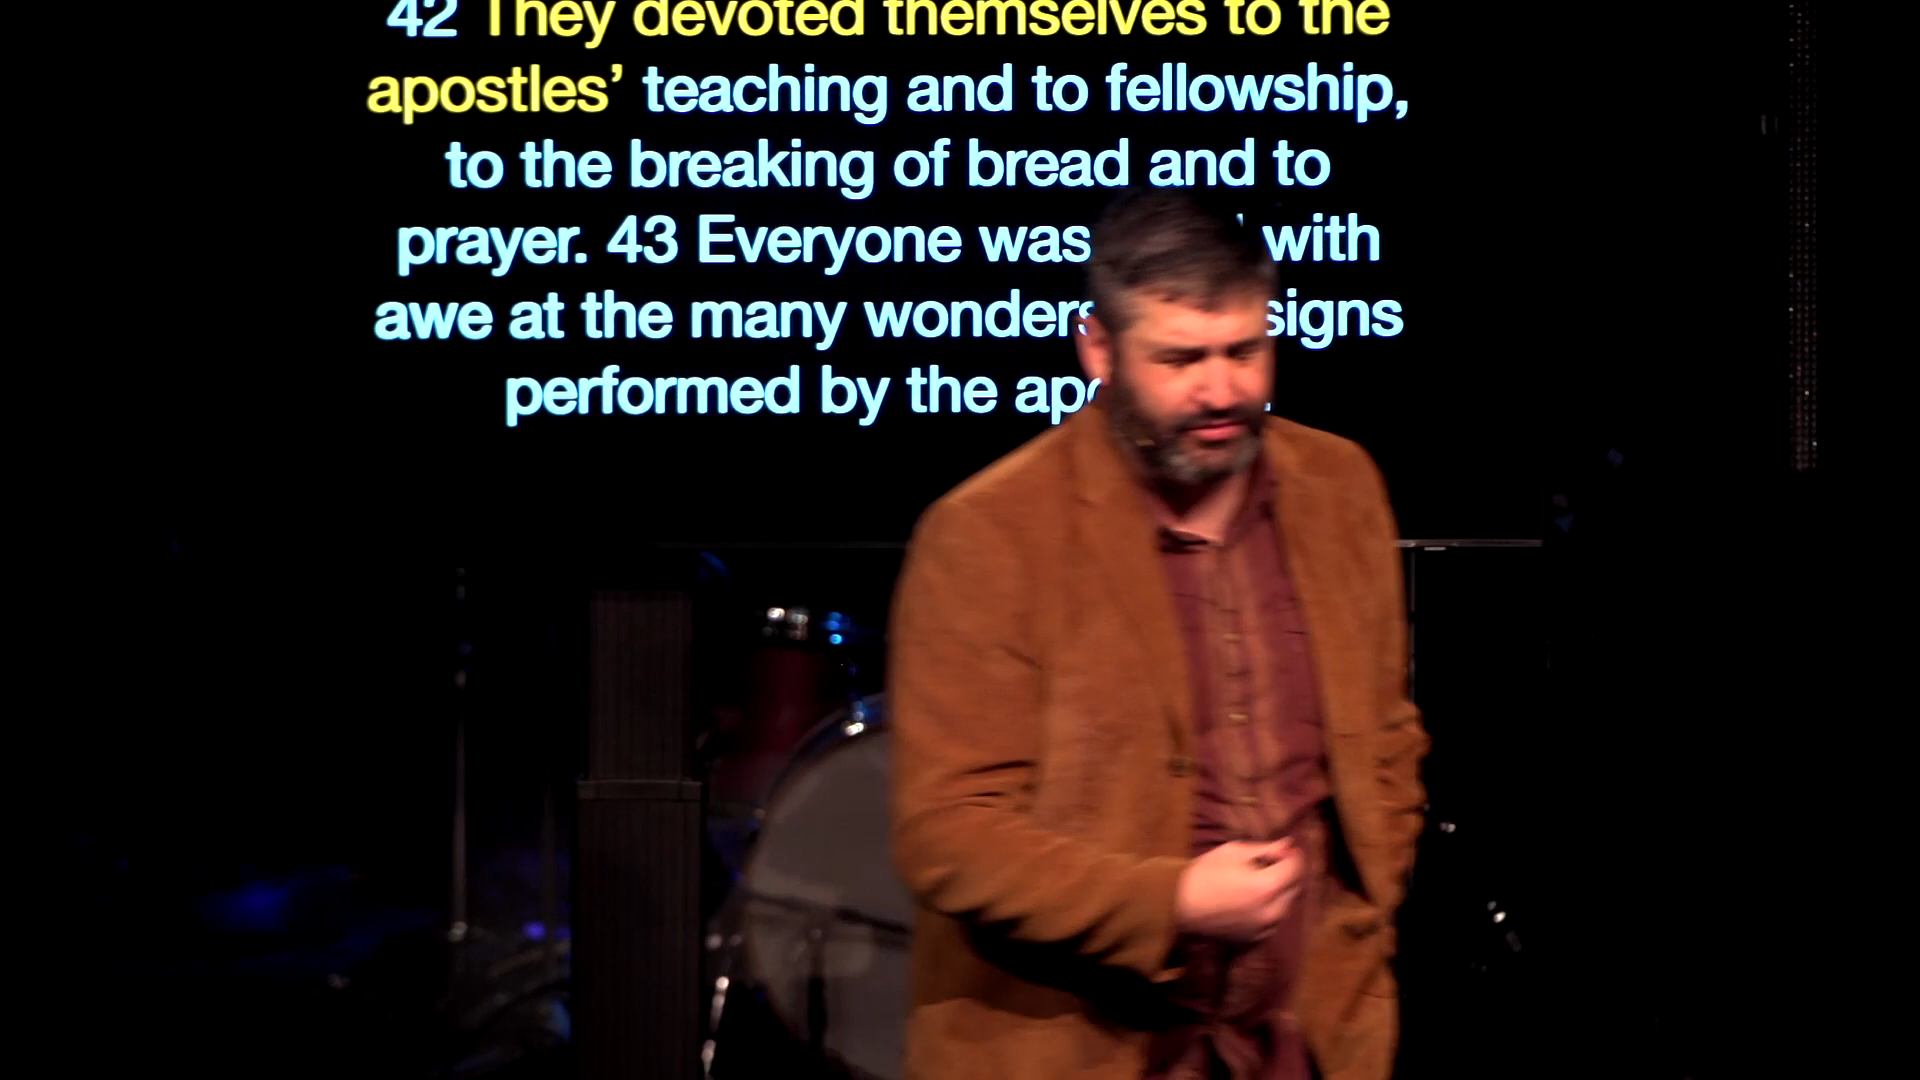 42 They devoted themselves to the
apostles’ teaching and to fellowship,
to the breaking of bread and to
prayer. 43 Everyone was with
awe at the many wonders signs
performed by the